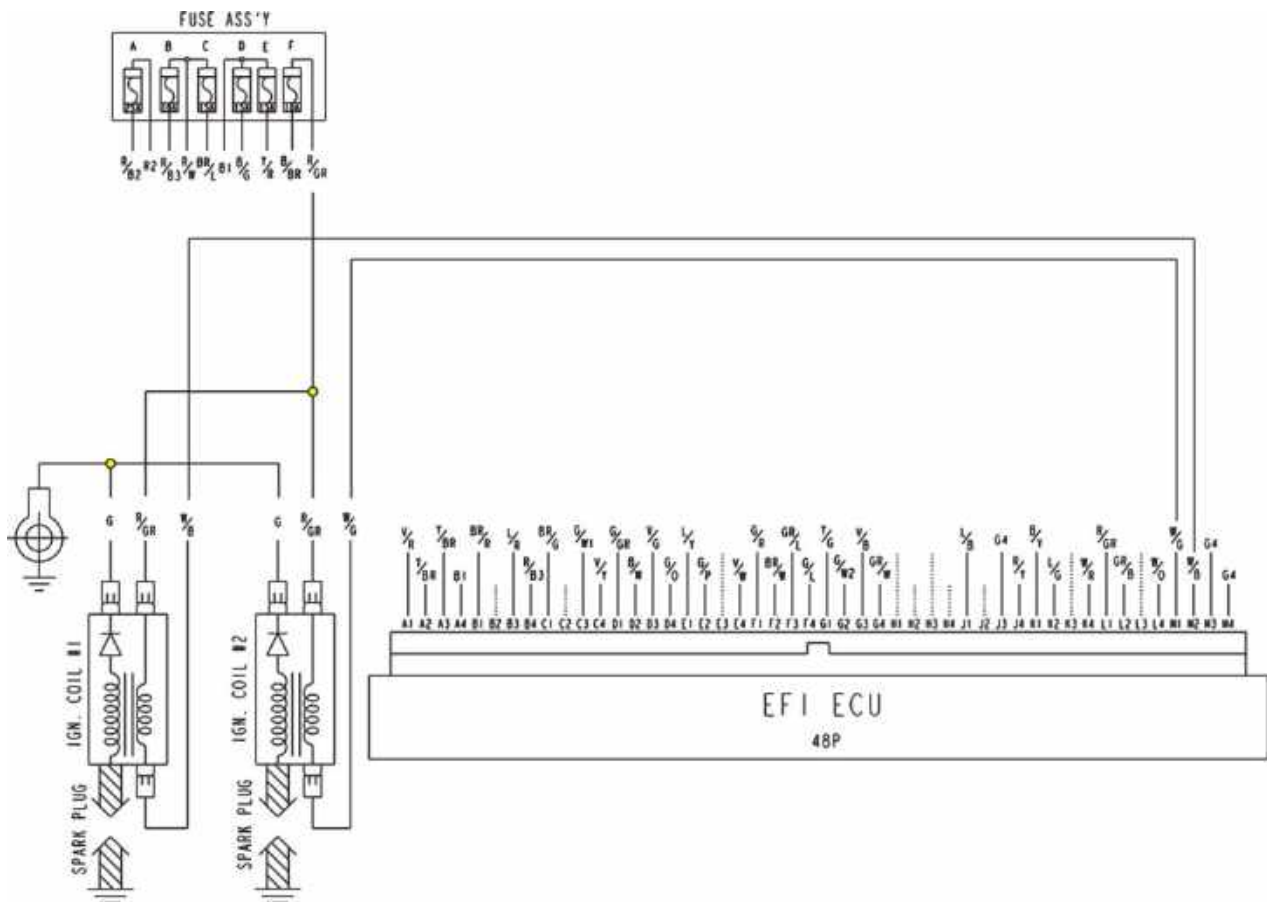 FUSE ASS'Y
A B C D E F
25A 15A 15A 15A
R/B2 R2 R/B3 R/W BR/L B1 B/G Y/R B/BR R/GR
G R/GR W/B G R/GR W/G
V/R Y/BR BR/R L/R BR/G G/W1 G/GR V/G L/Y G/R GR/L Y/G V/B L/B G4 B/Y R/GR W/G G4
Y/BR B1 R/B3 V/Y B/W G/O G/P V/W BR/W G/L G/W2 GR/W R/Y L/G W/R GR/B W/O W/B G4
A1 A2 A3 A4 B1 B2 B3 B4 C1 C2 C3 C4 D1 D2 D3 D4 E1 E2 E3 E4 F1 F2 F3 F4 G1 G2 G3 G4 H1 H2 H3 H4 J1 J2 J3 J4 K1 K2 K3 K4 L1 L2 L3 L4 M1 M2 M3 M4
IGN. COIL #1
IGN. COIL #2
EFI ECU
48P
SPARK PLUG
SPARK PLUG